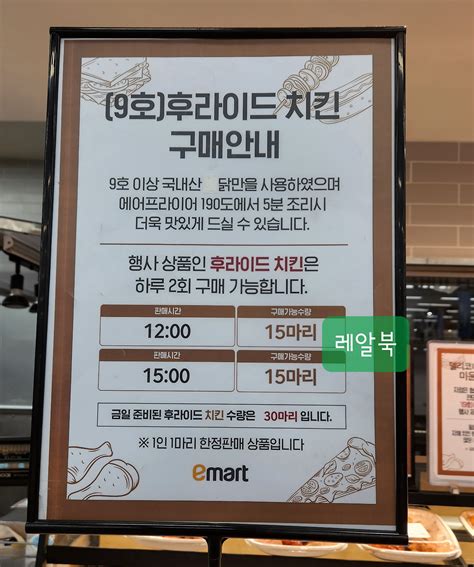 (9호)후라이드 치킨
구매안내
9호 이상 국내산 닭만을 사용하였으며
에어프라이어 190도에서 5분 조리시
더욱 맛있게 드실 수 있습니다.
행사 상품인 후라이드 치킨은
하루 2회 구매 가능합니다.
판매시간 구매가능수량
12:00 15마리
판매시간 구매가능수량
15:00 15마리
레알북
금일 준비된 후라이드 치킨 수량은 30마리 입니다.
※ 1인 1마리 한정판매 상품입니다
emart